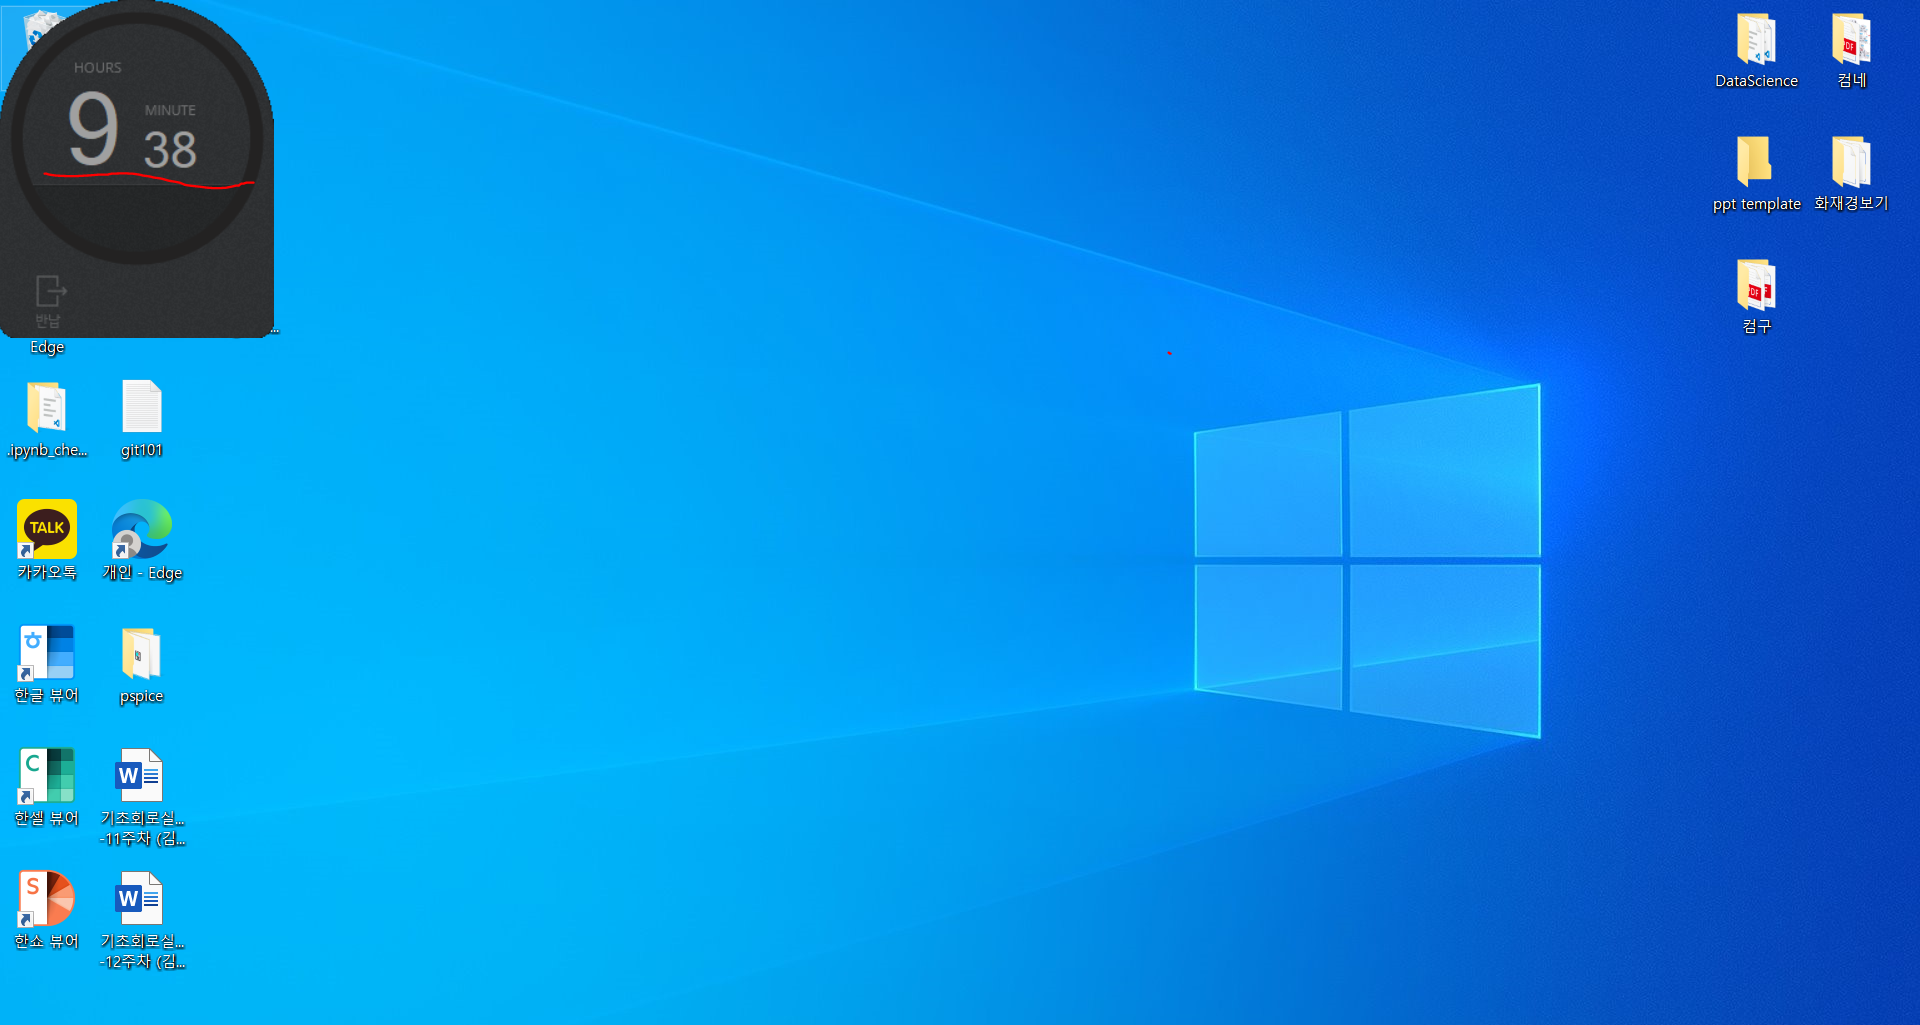 HOURS
9
MINUTE
38
반납
...
Edge
.ipynb_che...
git101
TALK
카카오톡
개인 - Edge
ㅎ
한글 뷰어
pspice
C
한셀 뷰어
W
기초회로실...
-11주차 (김...
S
한쇼 뷰어
W
기초회로실...
-12주차 (김...
DataScience
PDF
컴네
ppt template
화재경보기
PDF
컴구